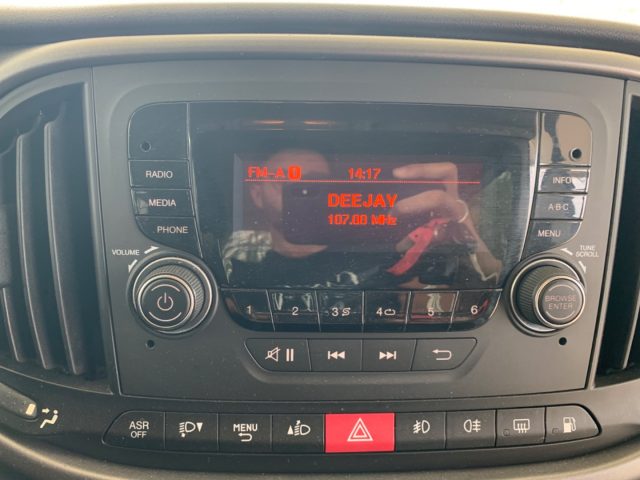 FM-A 14:17
DEEJAY
107.00 MHz
RADIO
MEDIA
PHONE
INFO
A-B-C
MENU
VOLUME
TUNE
SCROLL
BROWSE
ENTER
1 2 3 4 5 6
ASR
OFF
MENU